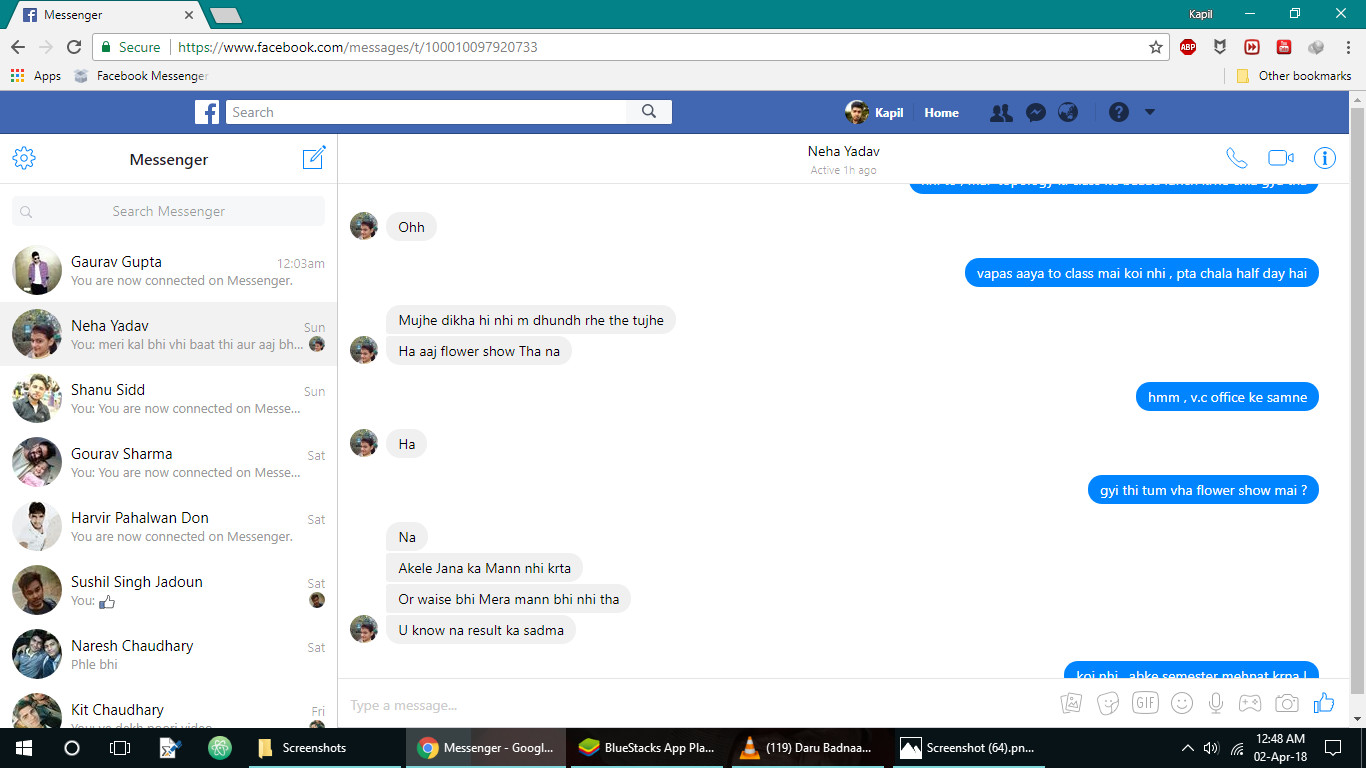 Messenger
Kapil
Secure
https://www.facebook.com/messages/t/100010097920733
ABP
Apps
Facebook Messenger
Other bookmarks
Search
Kapil
Home
Messenger
Neha Yadav
Active 1h ago
Search Messenger
Gaurav Gupta
12:03am
You are now connected on Messenger.
Neha Yadav
Sun
You: meri kal bhi vhi baat thi aur aaj bh...
Shanu Sidd
Sun
You: You are now connected on Messe...
Gourav Sharma
Sat
You: You are now connected on Messe...
Harvir Pahalwan Don
Sat
You are now connected on Messenger.
Sushil Singh Jadoun
Sat
You:
Naresh Chaudhary
Sat
Phle bhi
Kit Chaudhary
Fri
Ohh
vapas aaya to class mai koi nhi , pta chala half day hai
Mujhe dikha hi nhi m dhundh rhe the tujhe
Ha aaj flower show Tha na
hmm , v.c office ke samne
Ha
gyi thi tum vha flower show mai ?
Na
Akele Jana ka Mann nhi krta
Or waise bhi Mera mann bhi nhi tha
U know na result ka sadma
koi nhi , abke semester mehnat krna !
Type a message...
GIF
Screenshots
Messenger - Googl...
BlueStacks App Pla...
(119) Daru Badnaa...
Screenshot (64).pn...
12:48 AM
02-Apr-18